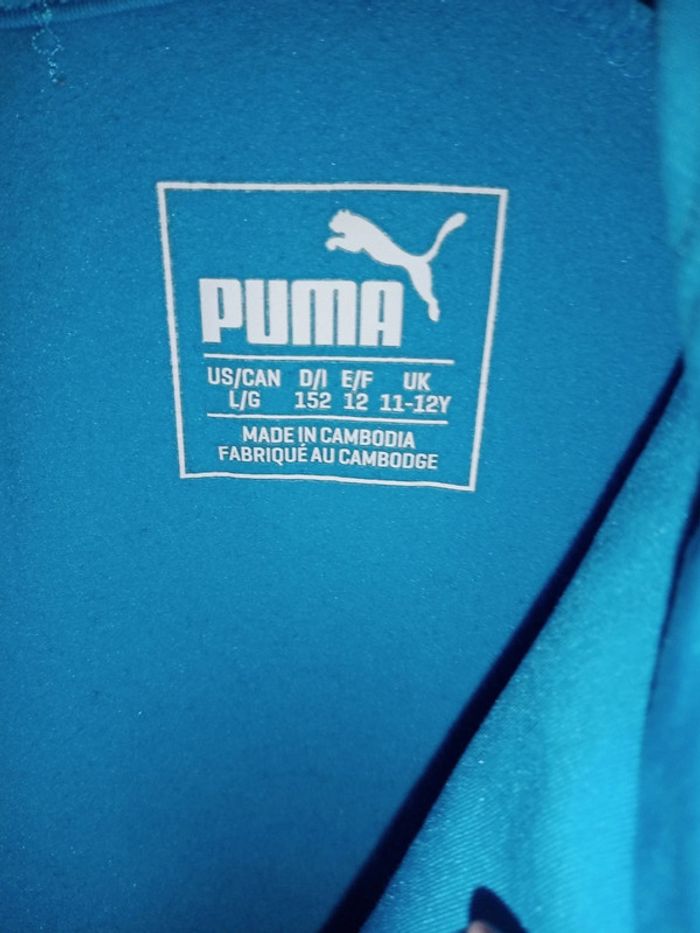 PUMA
US/CAN D/I E/F UK
L/G 152 12 11-12Y
MADE IN CAMBODIA
FABRIQUÉ AU CAMBODGE